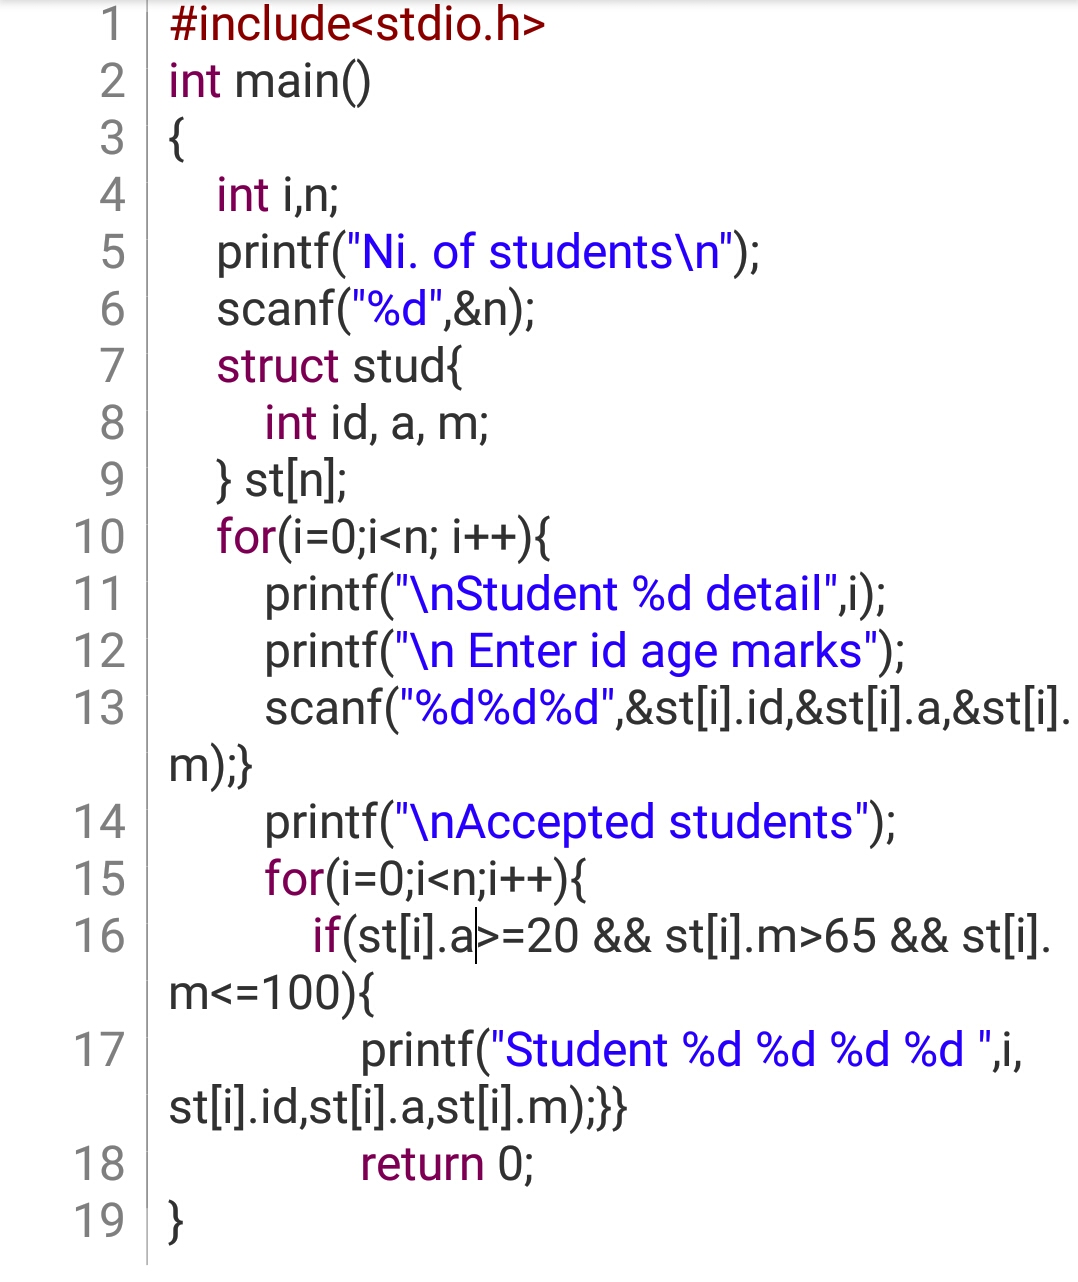 1 #include<stdio.h>
2 int main()
3 {
4 int i,n;
5 printf("Ni. of students\n");
6 scanf("%d",&n);
7 struct stud{
8 int id, a, m;
9 } st[n];
10 for(i=0;i<n; i++){
11 printf("\nStudent %d detail",i);
12 printf("\n Enter id age marks");
13 scanf("%d%d%d",&st[i].id,&st[i].a,&st[i].
m);}
14 printf("\nAccepted students");
15 for(i=0;i<n;i++){
16 if(st[i].a>=20 && st[i].m>65 && st[i].
m<=100){
17 printf("Student %d %d %d %d ",i,
st[i].id,st[i].a,st[i].m);}}
18 return 0;
19 }